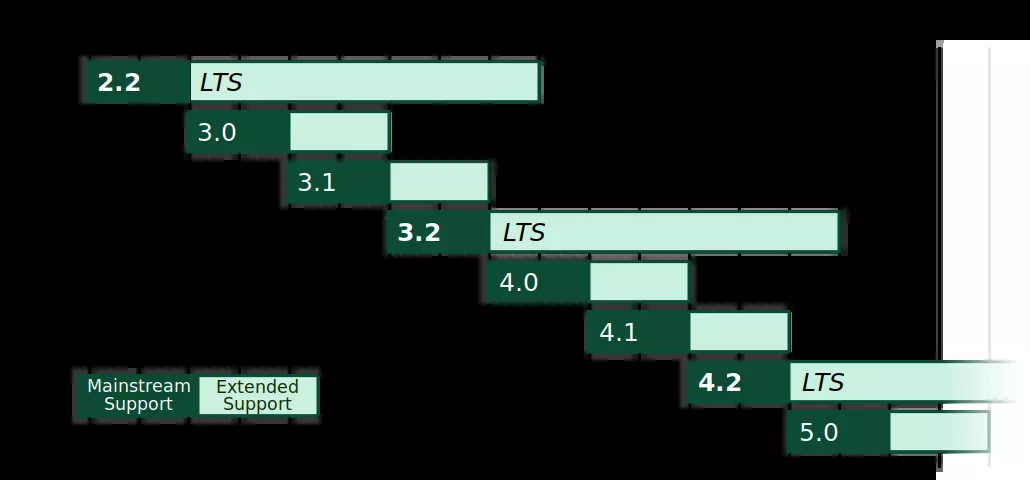 2.2 LTS
3.0
3.1
3.2 LTS
4.0
4.1
4.2 LTS
5.0
Mainstream Support
Extended Support